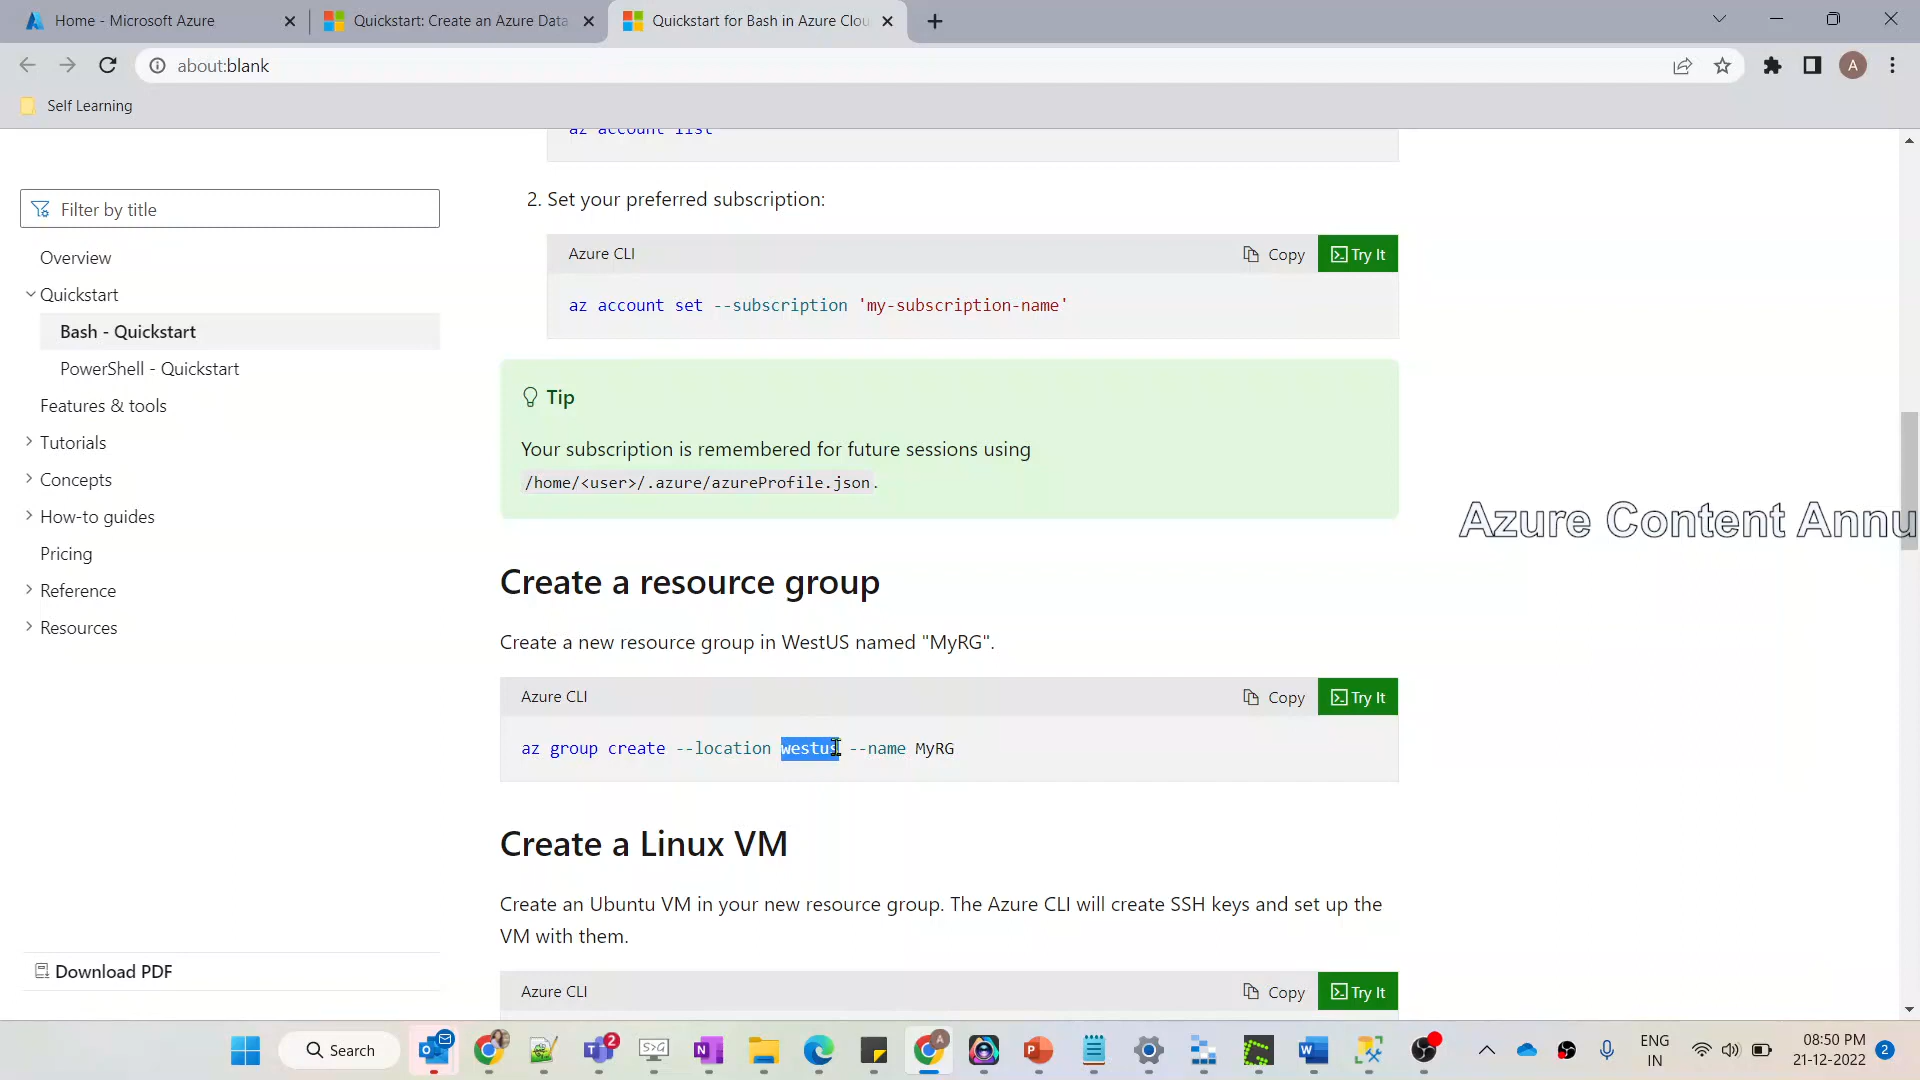 Home - Microsoft Azure
Quickstart: Create an Azure Data
Quickstart for Bash in Azure Clou
about:blank
A
Self Learning
az account list
2. Set your preferred subscription:
Filter by title
Azure CLI
Copy
Try It
Overview
Quickstart
az account set --subscription 'my-subscription-name'
Bash - Quickstart
PowerShell - Quickstart
Features & tools
Tutorials
Concepts
How-to guides
Pricing
Reference
Resources
Tip
Your subscription is remembered for future sessions using
/home/<user>/.azure/azureProfile.json.
Azure Content Annu
Create a resource group
Create a new resource group in WestUS named "MyRG".
Azure CLI
Copy
Try It
az group create --location westus --name MyRG
Create a Linux VM
Create an Ubuntu VM in your new resource group. The Azure CLI will create SSH keys and set up the
VM with them.
Download PDF
Azure CLI
Copy
Try It
Search
2
ENG
IN
08:50 PM
21-12-2022
2